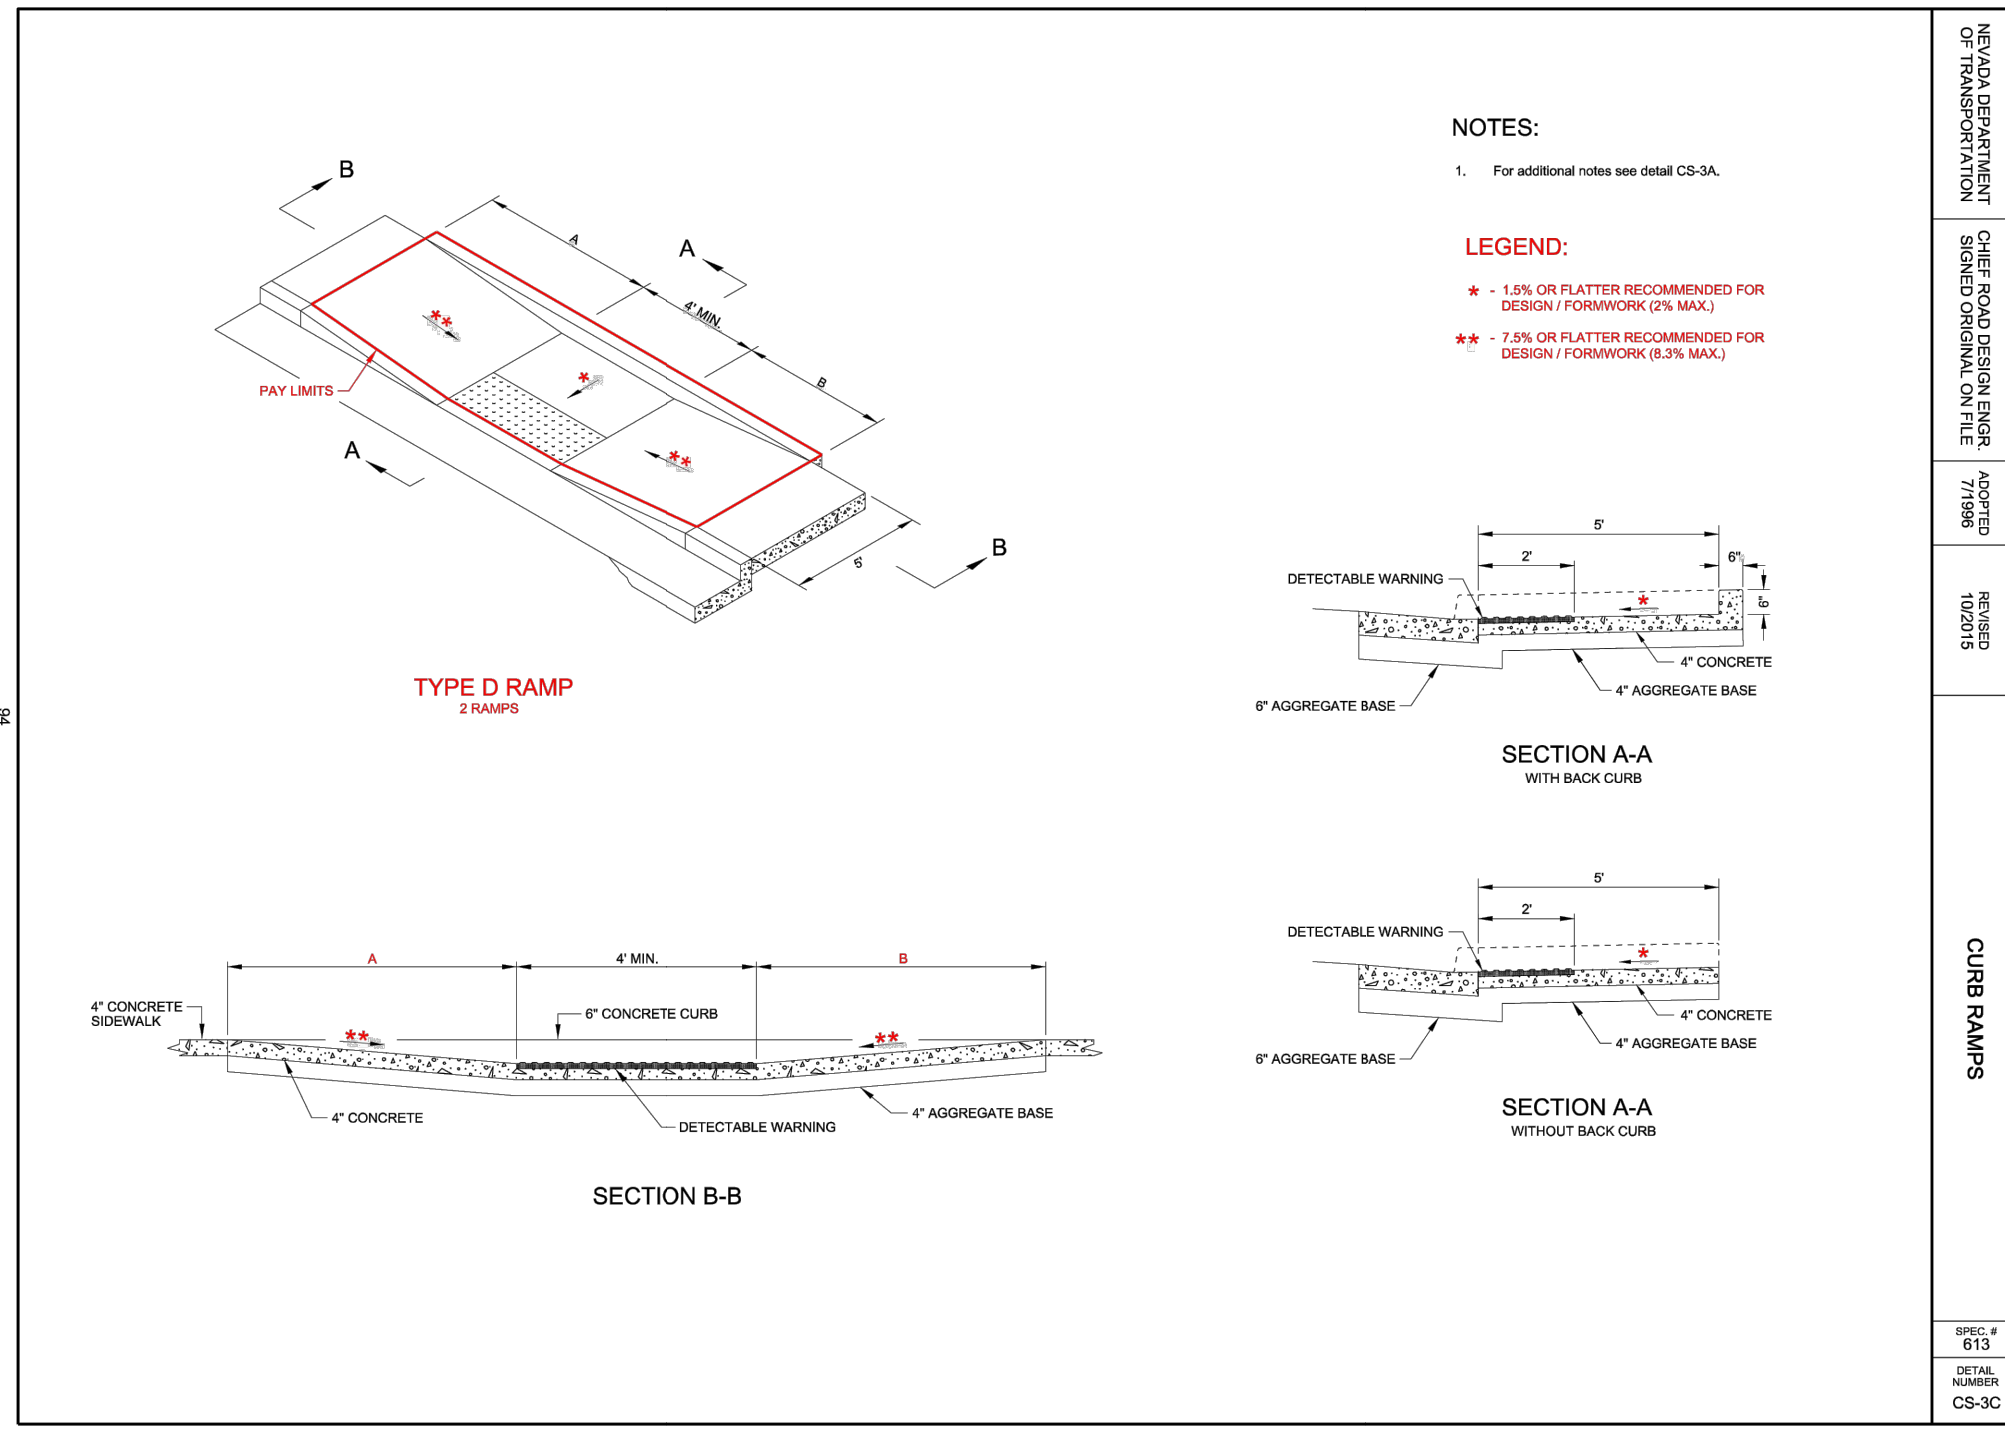 B
A
A
4' MIN.
B
**
*
**
PAY LIMITS
A
5'
B
TYPE D RAMP
2 RAMPS
NOTES:
1. For additional notes see detail CS-3A.
LEGEND:
* - 1.5% OR FLATTER RECOMMENDED FOR
DESIGN / FORMWORK (2% MAX.)
** - 7.5% OR FLATTER RECOMMENDED FOR
DESIGN / FORMWORK (8.3% MAX.)
5'
2'
6"
DETECTABLE WARNING
*
6"
4" CONCRETE
4" AGGREGATE BASE
6" AGGREGATE BASE
SECTION A-A
WITH BACK CURB
5'
2'
DETECTABLE WARNING
*
4" CONCRETE
4" AGGREGATE BASE
6" AGGREGATE BASE
SECTION A-A
WITHOUT BACK CURB
A
4' MIN.
B
4" CONCRETE
SIDEWALK
6" CONCRETE CURB
**
**
4" CONCRETE
4" AGGREGATE BASE
DETECTABLE WARNING
SECTION B-B
94
NEVADA DEPARTMENT
OF TRANSPORTATION
CHIEF ROAD DESIGN ENGR.
SIGNED ORIGINAL ON FILE
ADOPTED
7/1996
REVISED
10/2015
CURB RAMPS
SPEC. #
613
DETAIL
NUMBER
CS-3C